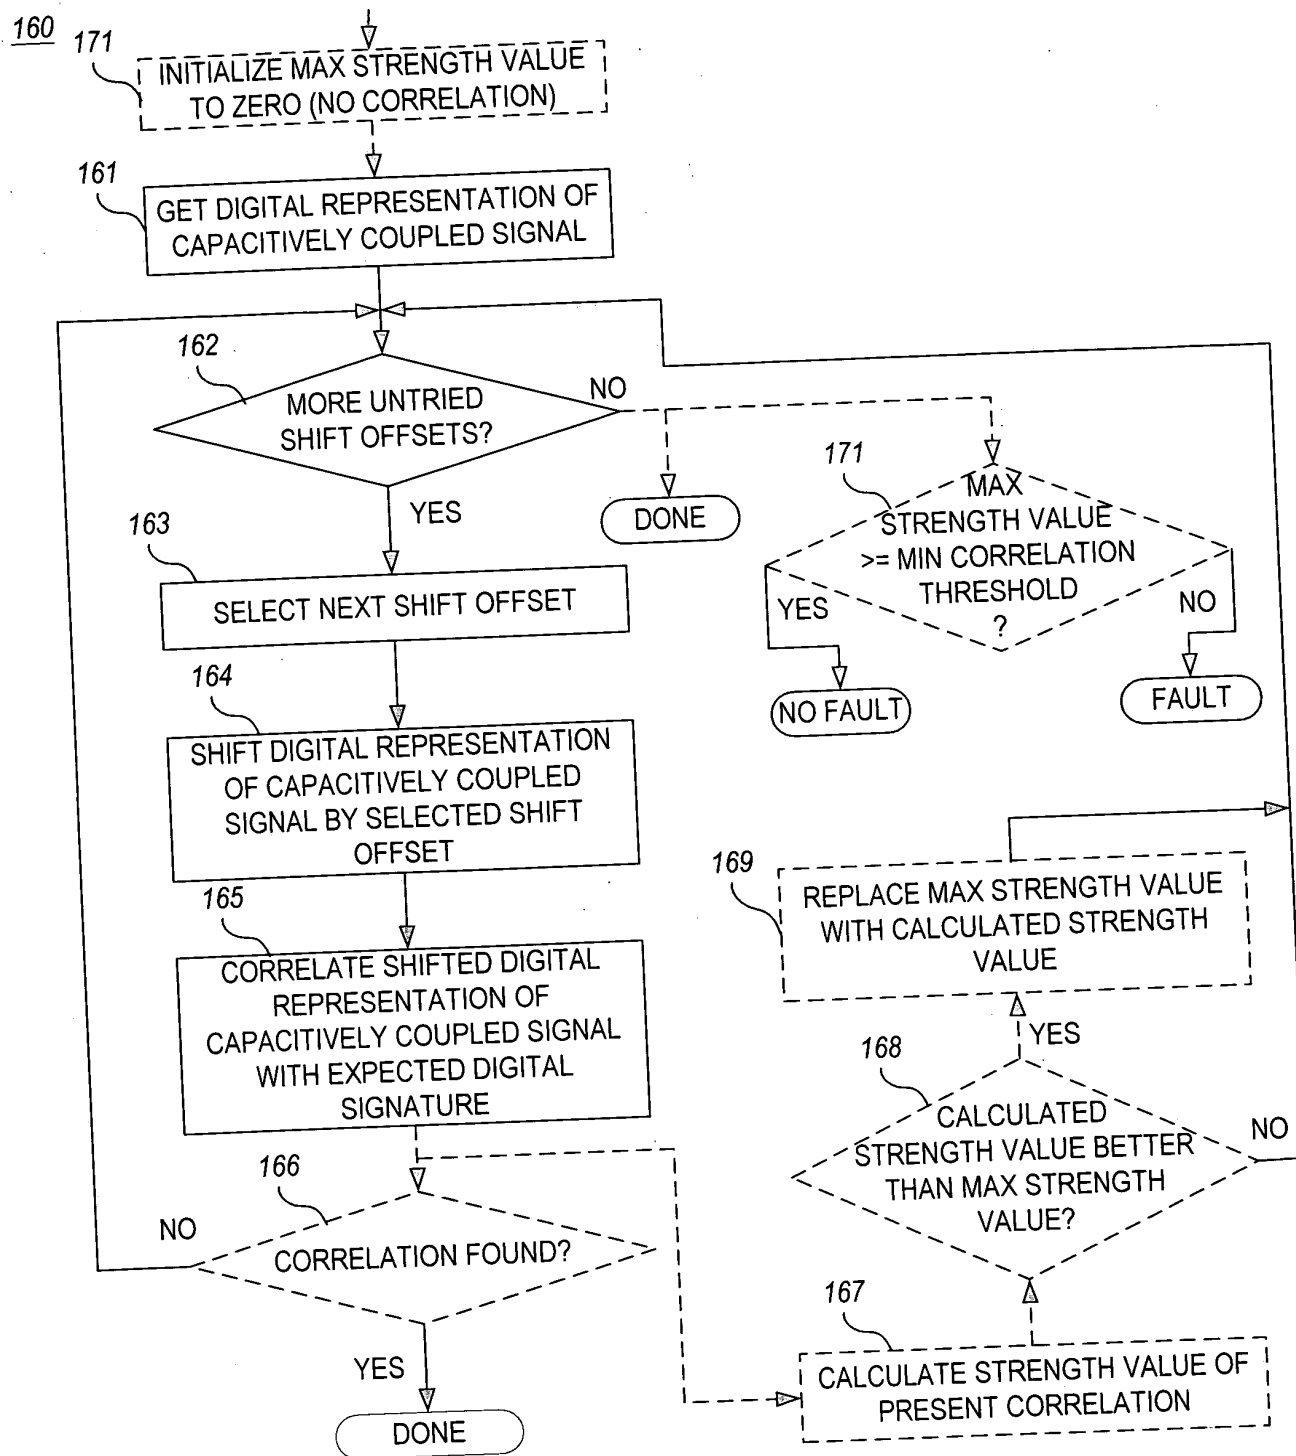 160
171
INITIALIZE MAX STRENGTH VALUE
TO ZERO (NO CORRELATION)
161
GET DIGITAL REPRESENTATION OF
CAPACITIVELY COUPLED SIGNAL
162
MORE UNTRIED
SHIFT OFFSETS?
NO
YES
DONE
171
MAX
STRENGTH VALUE
>= MIN CORRELATION
THRESHOLD
?
YES
NO
NO FAULT
FAULT
163
SELECT NEXT SHIFT OFFSET
164
SHIFT DIGITAL REPRESENTATION
OF CAPACITIVELY COUPLED
SIGNAL BY SELECTED SHIFT
OFFSET
165
CORRELATE SHIFTED DIGITAL
REPRESENTATION OF
CAPACITIVELY COUPLED SIGNAL
WITH EXPECTED DIGITAL
SIGNATURE
166
NO
CORRELATION FOUND?
YES
DONE
169
REPLACE MAX STRENGTH VALUE
WITH CALCULATED STRENGTH
VALUE
YES
168
CALCULATED
STRENGTH VALUE BETTER
THAN MAX STRENGTH
VALUE?
NO
167
CALCULATE STRENGTH VALUE OF
PRESENT CORRELATION